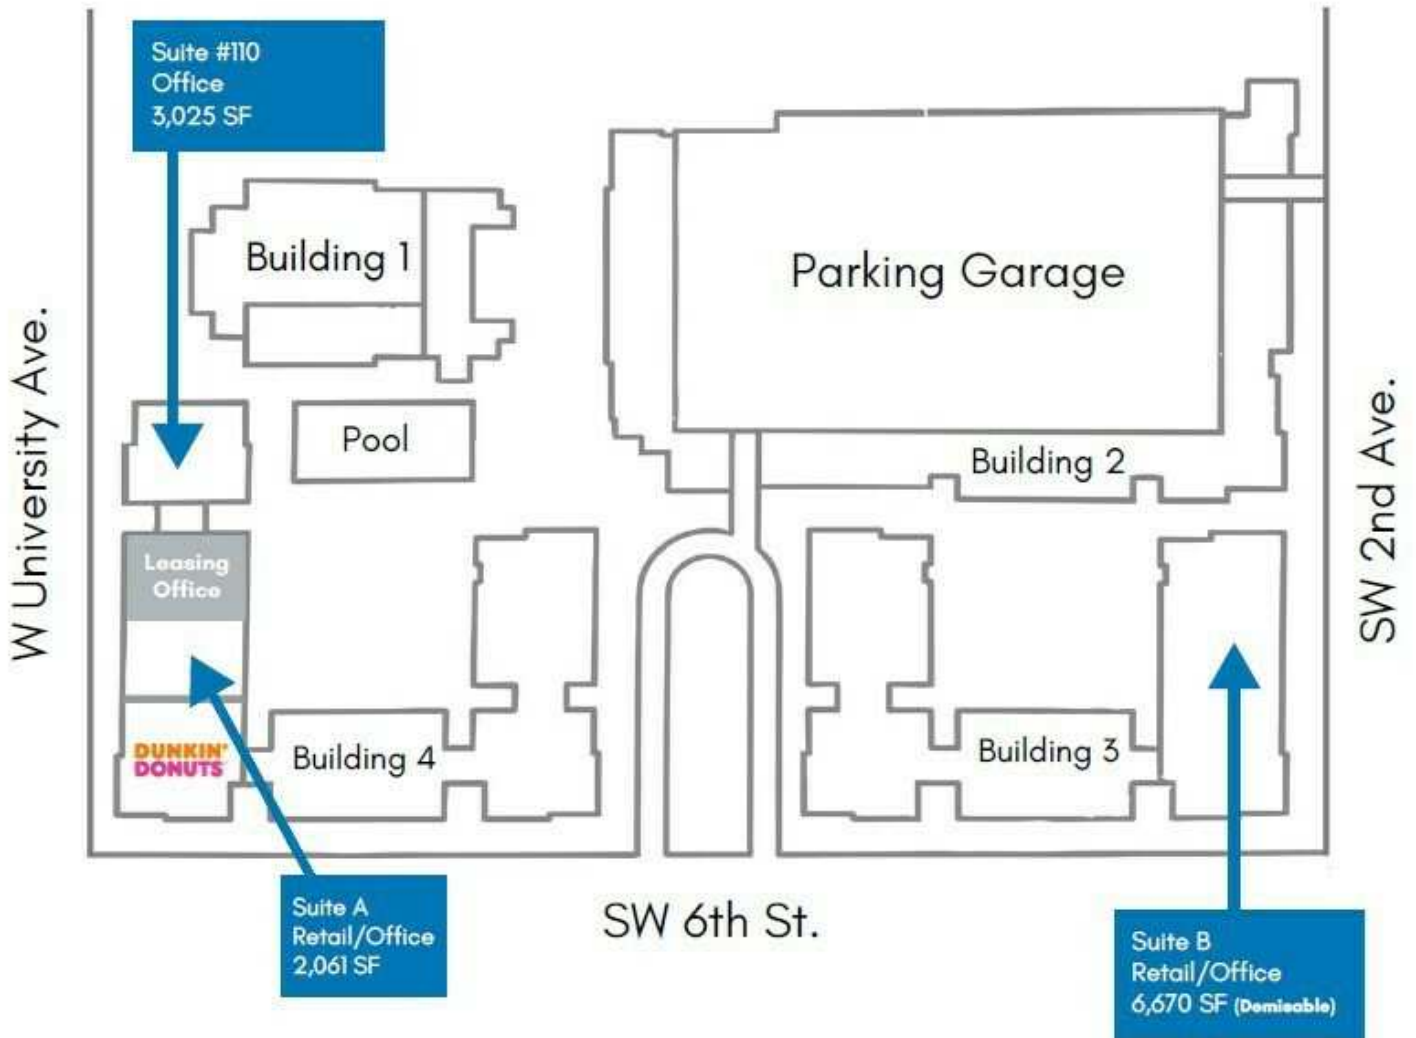 Suite #110
Office
3,025 SF
Building 1
Parking Garage
W University Ave.
Pool
Building 2
SW 2nd Ave.
Leasing
Office
DUNKIN'
DONUTS
Building 4
Building 3
Suite A
Retail/Office
2,061 SF
SW 6th St.
Suite B
Retail/Office
6,670 SF (Demiseable)